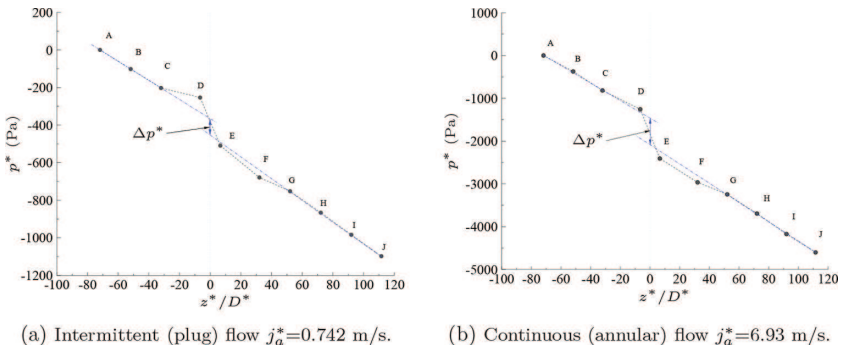 200
0
-200
-400
-600
-800
-1000
-1200
p* (Pa)
A
B
C
D
E
F
G
H
I
J
Δp*
-100 -80 -60 -40 -20 0 20 40 60 80 100 120
z*/D*
(a) Intermittent (plug) flow j*a=0.742 m/s.
1000
0
-1000
-2000
-3000
-4000
-5000
p* (Pa)
A
B
C
D
E
F
G
H
I
J
Δp*
-100 -80 -60 -40 -20 0 20 40 60 80 100 120
z*/D*
(b) Continuous (annular) flow j*a=6.93 m/s.